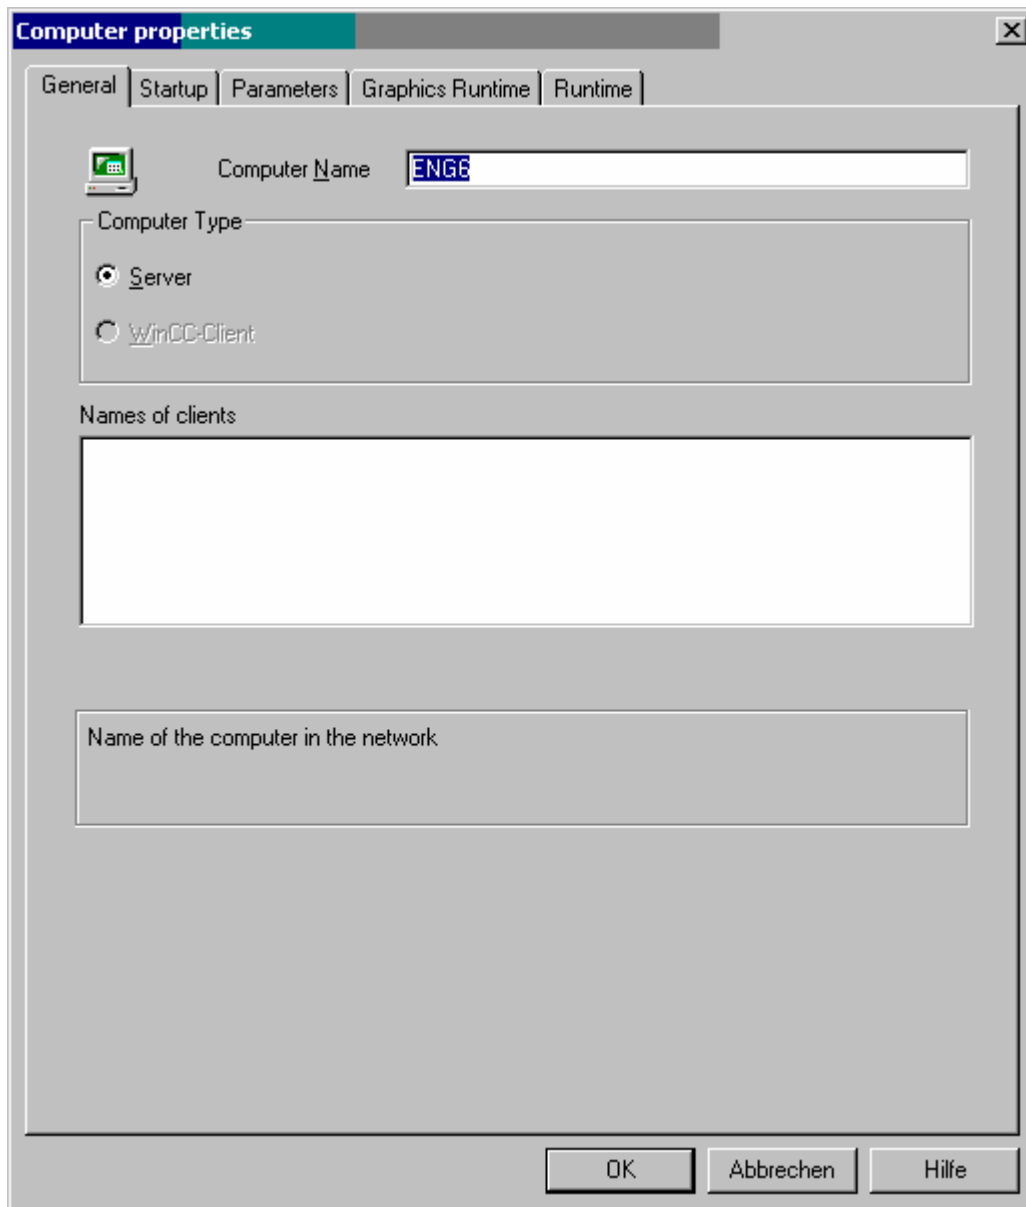 Computer properties
General Startup Parameters Graphics Runtime Runtime
Computer Name ENG6
Computer Type
Server
WinCC-Client
Names of clients
Name of the computer in the network
OK Abbrechen Hilfe